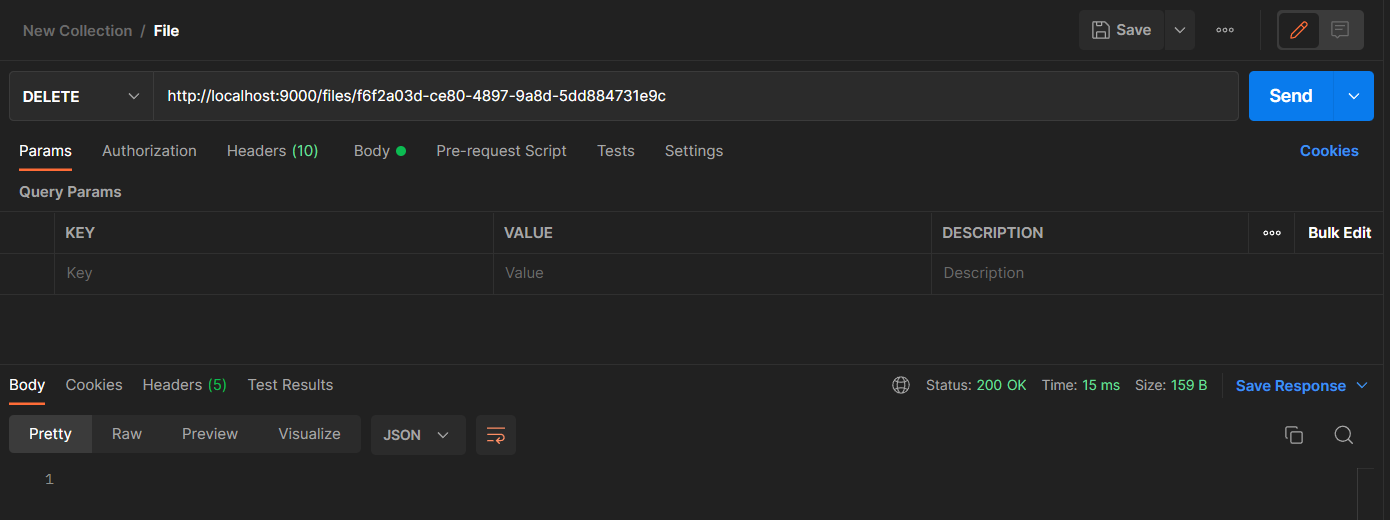 New Collection / File
Save
DELETE http://localhost:9000/files/f6f2a03d-ce80-4897-9a8d-5dd884731e9c Send
Params Authorization Headers (10) Body Pre-request Script Tests Settings Cookies
Query Params
KEY VALUE DESCRIPTION Bulk Edit
Key Value Description
Body Cookies Headers (5) Test Results Status: 200 OK Time: 15 ms Size: 159 B Save Response
Pretty Raw Preview Visualize JSON
1